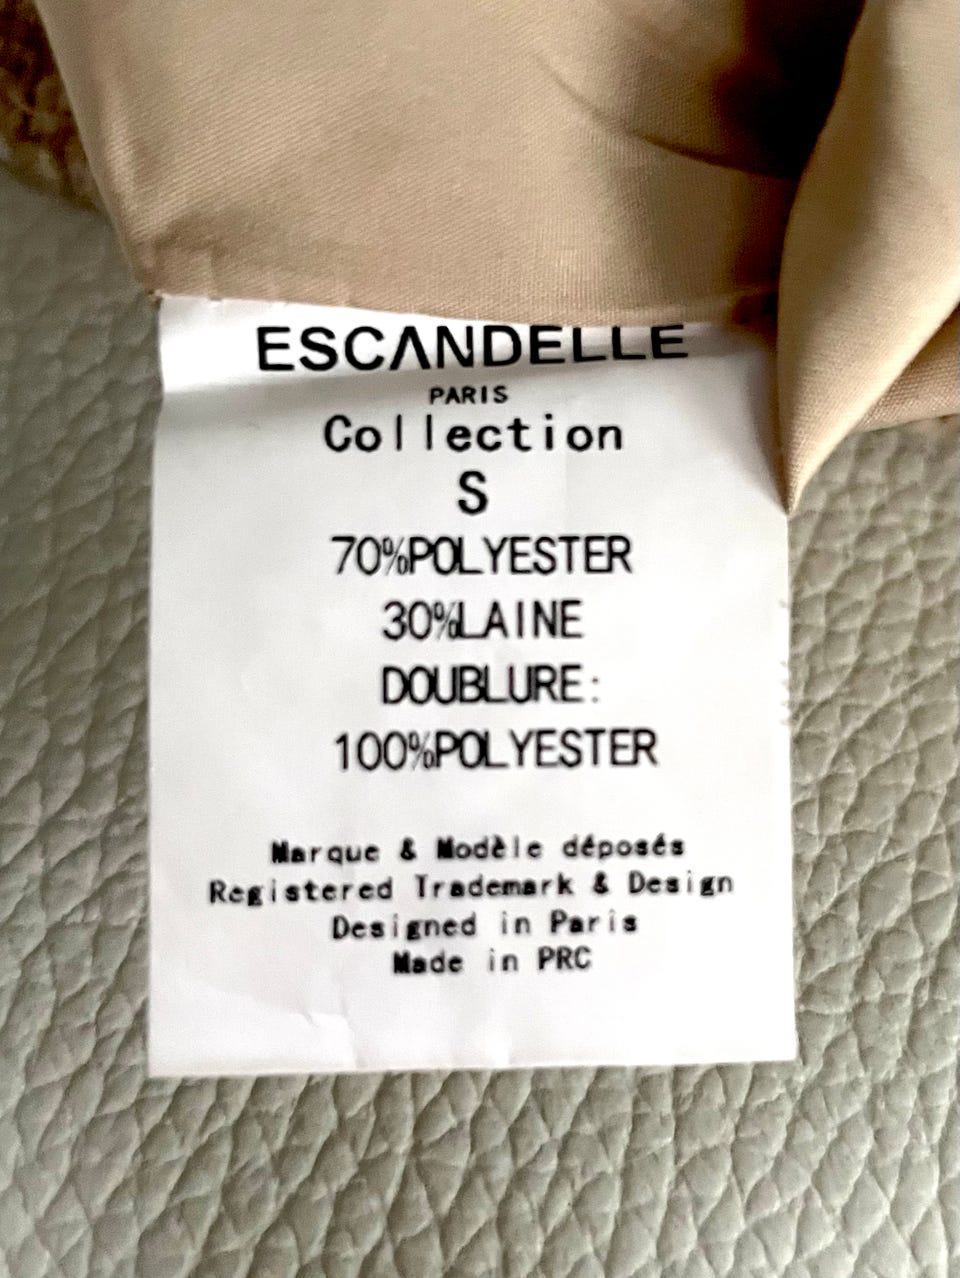 ESCANDELLE
PARIS
Collection
S
70%POLYESTER
30%LAINE
DOUBLURE:
100%POLYESTER
Marque & Modèle déposés
Registered Trademark & Design
Designed in Paris
Made in PRC